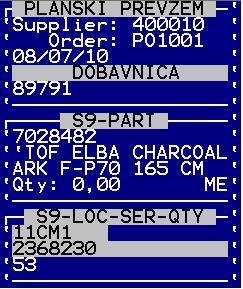 PLANSKI PREVZEM
Supplier: 400010
Order: PO1001
08/07/10
DOBAVNICA
89791
S9-PART
7028482
'TOF ELBA CHARCOAL
ARK F-P70 165 CM
Qty: 0,00 ME
S9-LOC-SER-QTY
11CM1
2368230
53